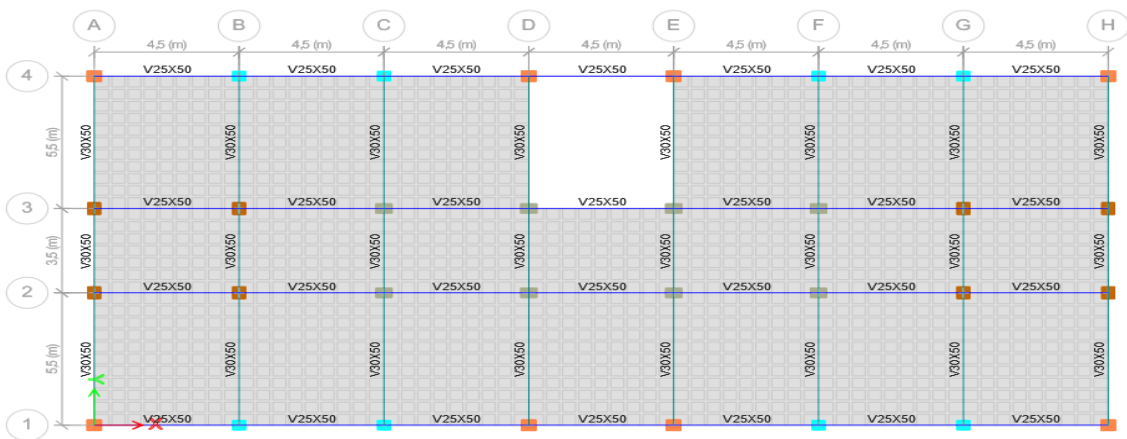 A B C D E F G H
4,5 (m) 4,5 (m) 4,5 (m) 4,5 (m) 4,5 (m) 4,5 (m) 4,5 (m)
4 V25X50 V25X50 V25X50 V25X50 V25X50 V25X50 V25X50
5,5 (m) V30X50 V30X50 V30X50 V30X50 V30X50 V30X50 V30X50 V30X50
3 V25X50 V25X50 V25X50 V25X50 V25X50 V25X50 V25X50
3,5 (m) V30X50 V30X50 V30X50 V30X50 V30X50 V30X50 V30X50 V30X50
2 V25X50 V25X50 V25X50 V25X50 V25X50 V25X50 V25X50
5,5 (m) V30X50 V30X50 V30X50 V30X50 V30X50 V30X50 V30X50 V30X50
Y
1 V25X50 V25X50 V25X50 V25X50 V25X50 V25X50 V25X50
X